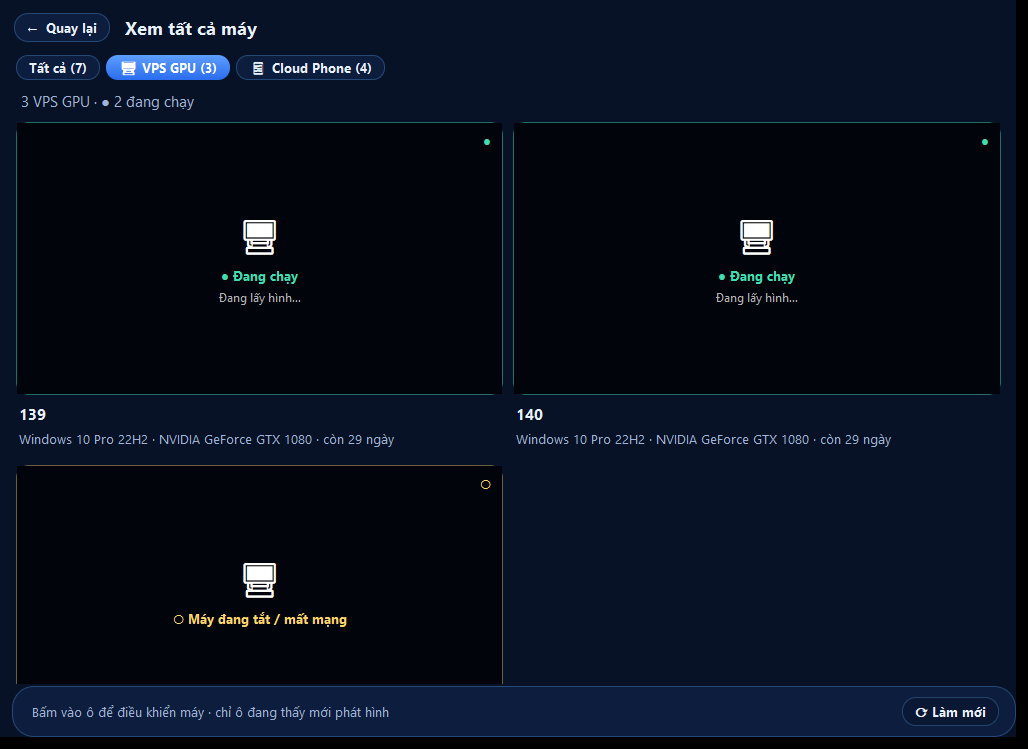 ← Quay lại Xem tất cả máy
Tất cả (7) VPS GPU (3) Cloud Phone (4)
3 VPS GPU · ● 2 đang chạy
● Đang chạy
Đang lấy hình...
● Đang chạy
Đang lấy hình...
139
Windows 10 Pro 22H2 · NVIDIA GeForce GTX 1080 · còn 29 ngày
140
Windows 10 Pro 22H2 · NVIDIA GeForce GTX 1080 · còn 29 ngày
○ Máy đang tắt / mất mạng
Bấm vào ô để điều khiển máy · chỉ ô đang thấy mới phát hình
⟳ Làm mới